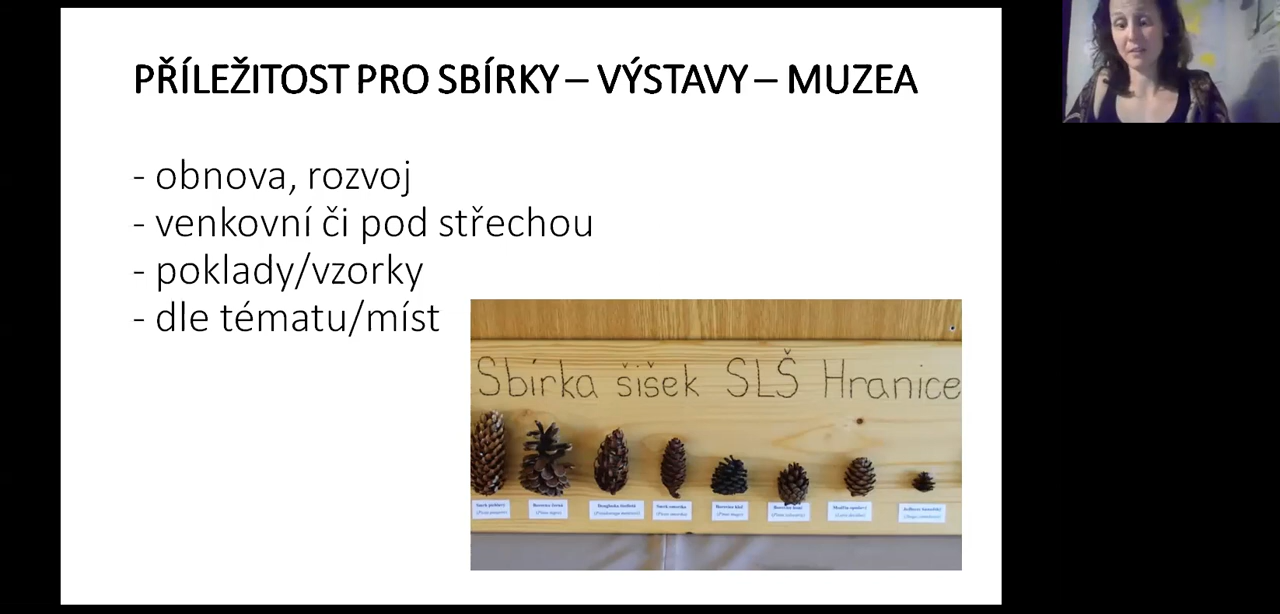 PŘÍLEŽITOST PRO SBÍRKY – VÝSTAVY – MUZEA
- obnova, rozvoj
- venkovní či pod střechou
- poklady/vzorky
- dle tématu/míst
Sbírka šišek SLŠ Hranice